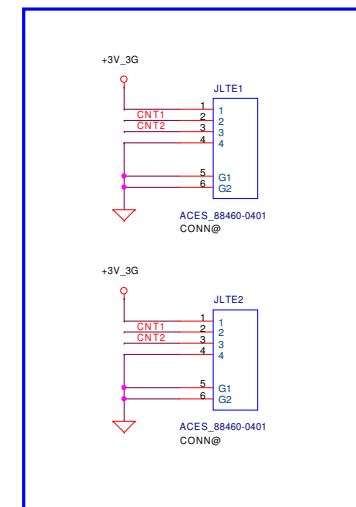 +3V_3G
JLTE1
1 1
CNT1 2 2
CNT2 3 3
4 4
5 G1
6 G2
ACES_88460-0401
CONN@
+3V_3G
JLTE2
1 1
CNT1 2 2
CNT2 3 3
4 4
5 G1
6 G2
ACES_88460-0401
CONN@